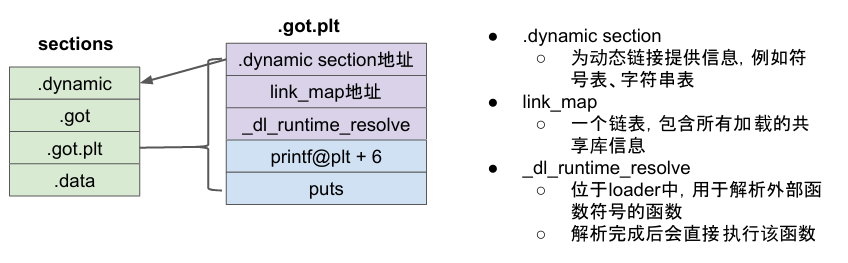 sections
.dynamic
.got
.got.plt
.data
.got.plt
.dynamic section地址
link_map地址
_dl_runtime_resolve
printf@plt + 6
puts
● .dynamic section
○ 为动态链接提供信息，例如符
号表、字符串表
● link_map
○ 一个链表，包含所有加载的共
享库信息
● _dl_runtime_resolve
○ 位于loader中，用于解析外部函
数符号的函数
○ 解析完成后会直接执行该函数